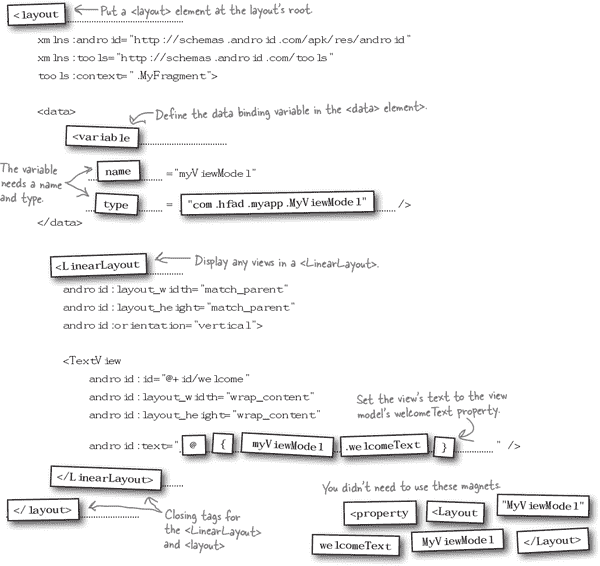 <layout
Put a <layout> element at the layout's root.
xmlns:android="http://schemas.android.com/apk/res/android"
xmlns:tools="http://schemas.android.com/tools"
tools:context=".MyFragment">
<data>
Define the data binding variable in the <data> element.
<variable
The variable
needs a name
and type.
name ="myViewModel"
type = "com.hfad.myapp.MyViewModel" />
</data>
<LinearLayout
Display any views in a <LinearLayout>.
android:layout_width="match_parent"
android:layout_height="match_parent"
android:orientation="vertical">
<TextView
android:id="@+id/welcome"
android:layout_width="wrap_content"
android:layout_height="wrap_content"
Set the view's text to the view
model's welcomeText property.
android:text=" @ { myViewModel .welcomeText } " />
</LinearLayout>
</layout>
Closing tags for
the <LinearLayout>
and <layout>
You didn't need to use these magnets.
<property <Layout "MyViewModel"
welcomeText MyViewModel </Layout>